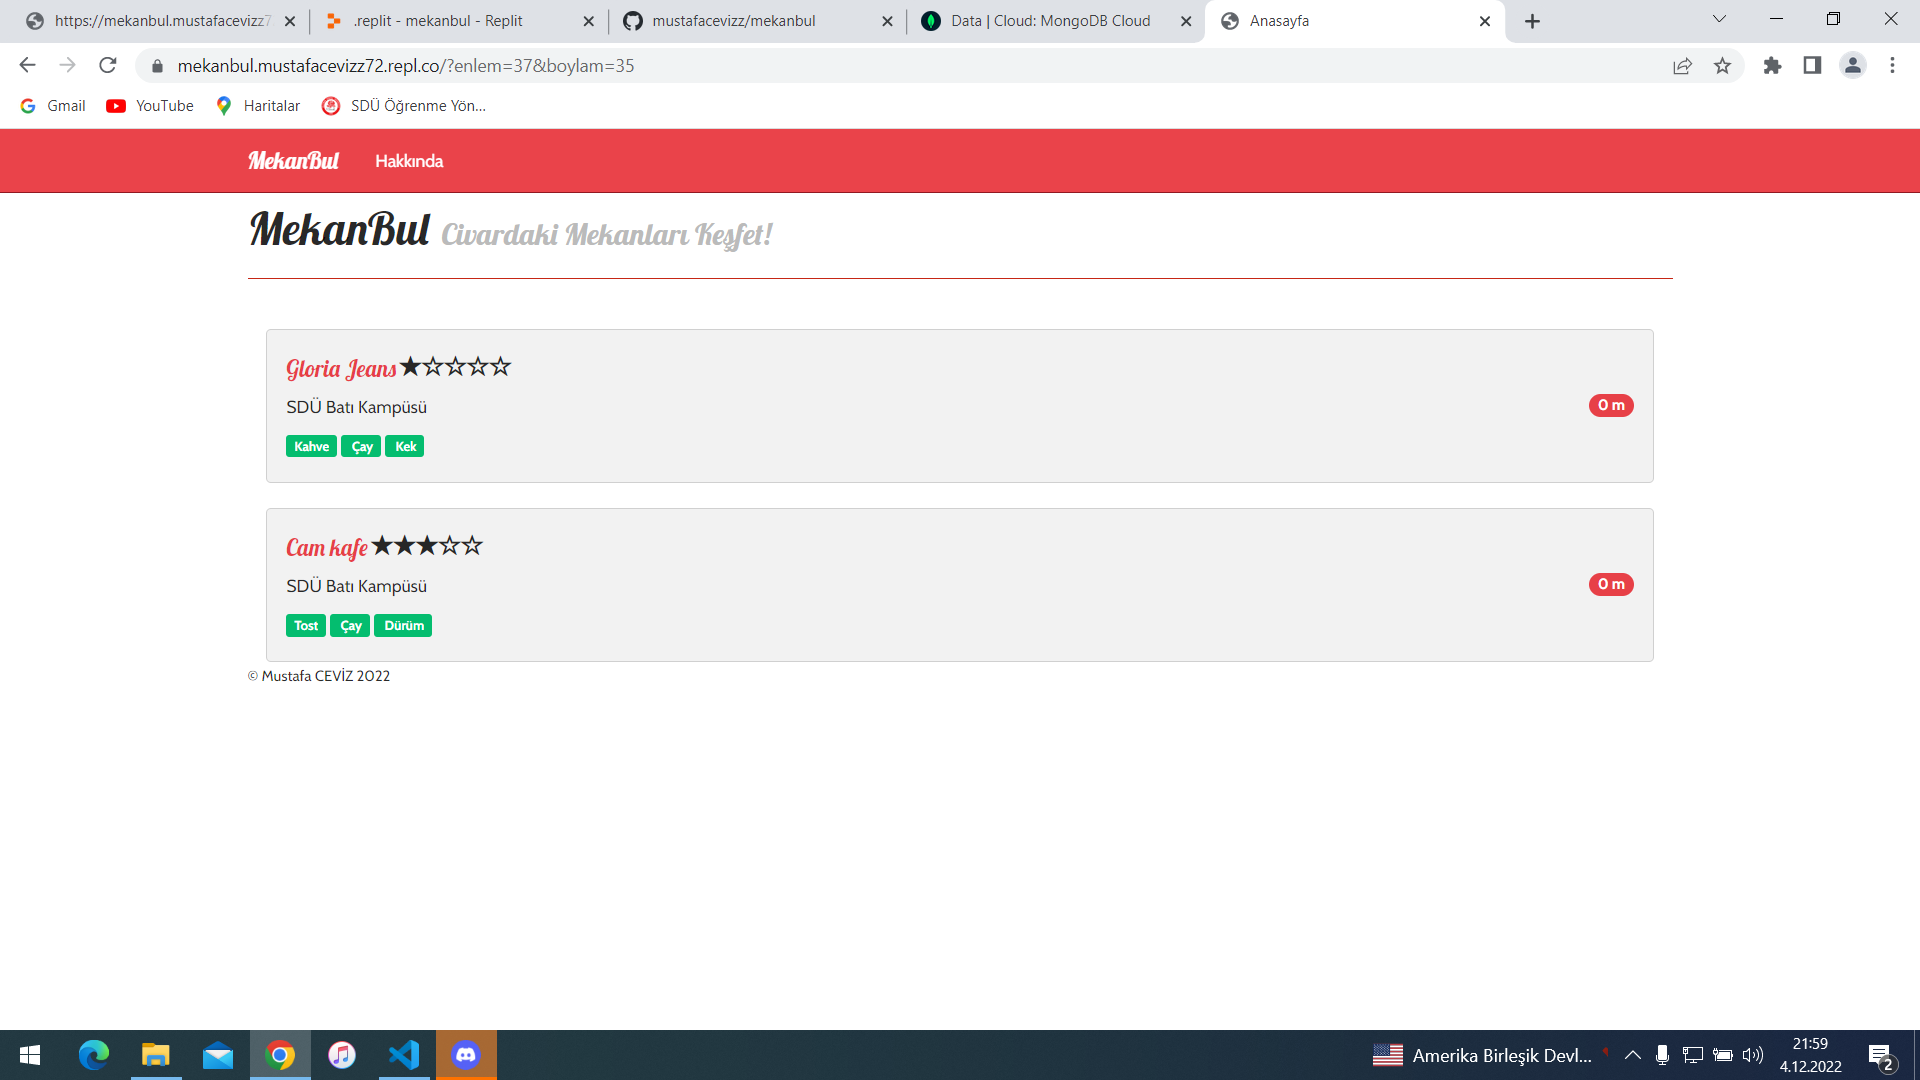 https://mekanbul.mustafacevizz7
.replit - mekanbul - Replit
mustafacevizz/mekanbul
Data | Cloud: MongoDB Cloud
Anasayfa
mekanbul.mustafacevizz72.repl.co/?enlem=37&boylam=35
Gmail
YouTube
Haritalar
SDÜ Öğrenme Yön...
MekanBul
Hakkında
MekanBul Civardaki Mekanları Keşfet!
Gloria Jeans ★☆☆☆☆
SDÜ Batı Kampüsü
0 m
Kahve Çay Kek
Cam kafe ★★★☆☆
SDÜ Batı Kampüsü
0 m
Tost Çay Dürüm
© Mustafa CEVİZ 2022
Amerika Birleşik Devl...
21:59
4.12.2022
2